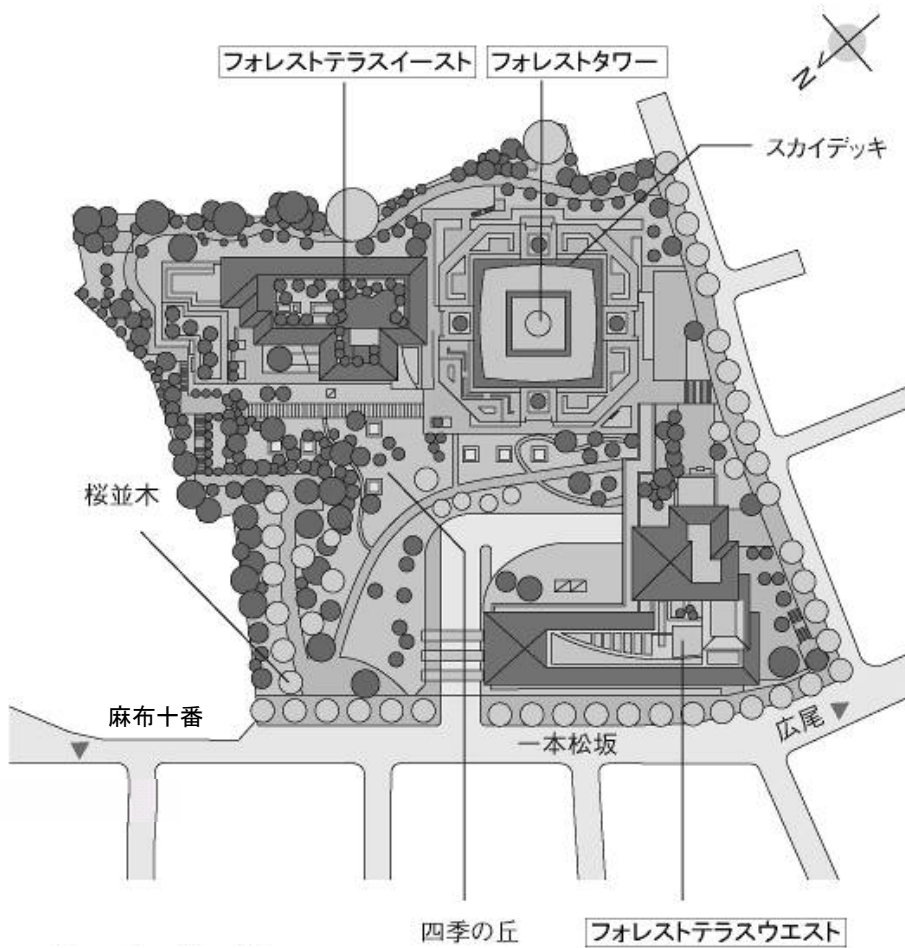 フォレストテラスイースト
フォレストタワー
N
スカイデッキ
桜並木
麻布十番
一本松坂
広尾
四季の丘
フォレストテラスウエスト